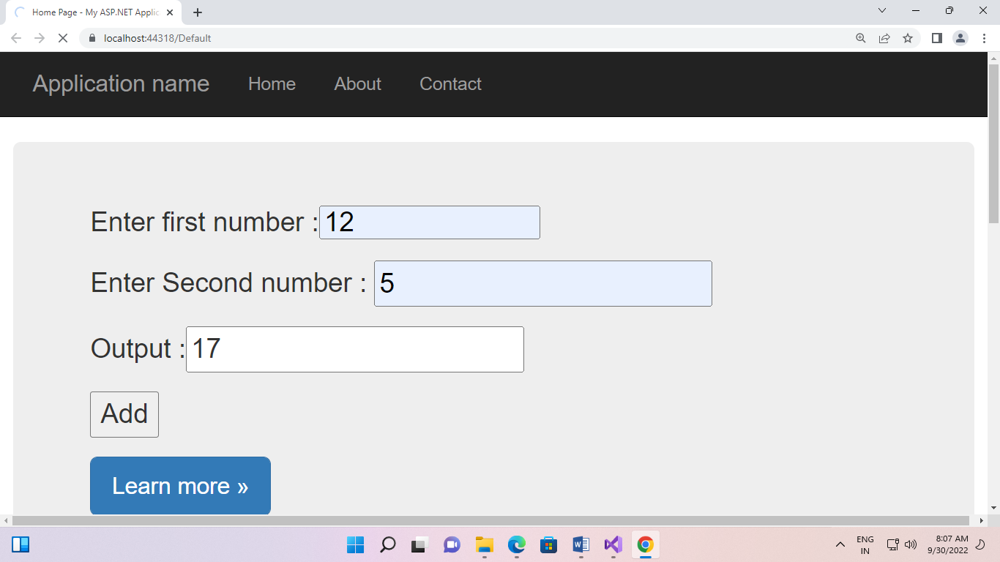 Home Page - My ASP.NET Applic
localhost:44318/Default
Application name Home About Contact
Enter first number : 12
Enter Second number : 5
Output : 17
Add
Learn more »
ENG 8:07 AM
IN 9/30/2022